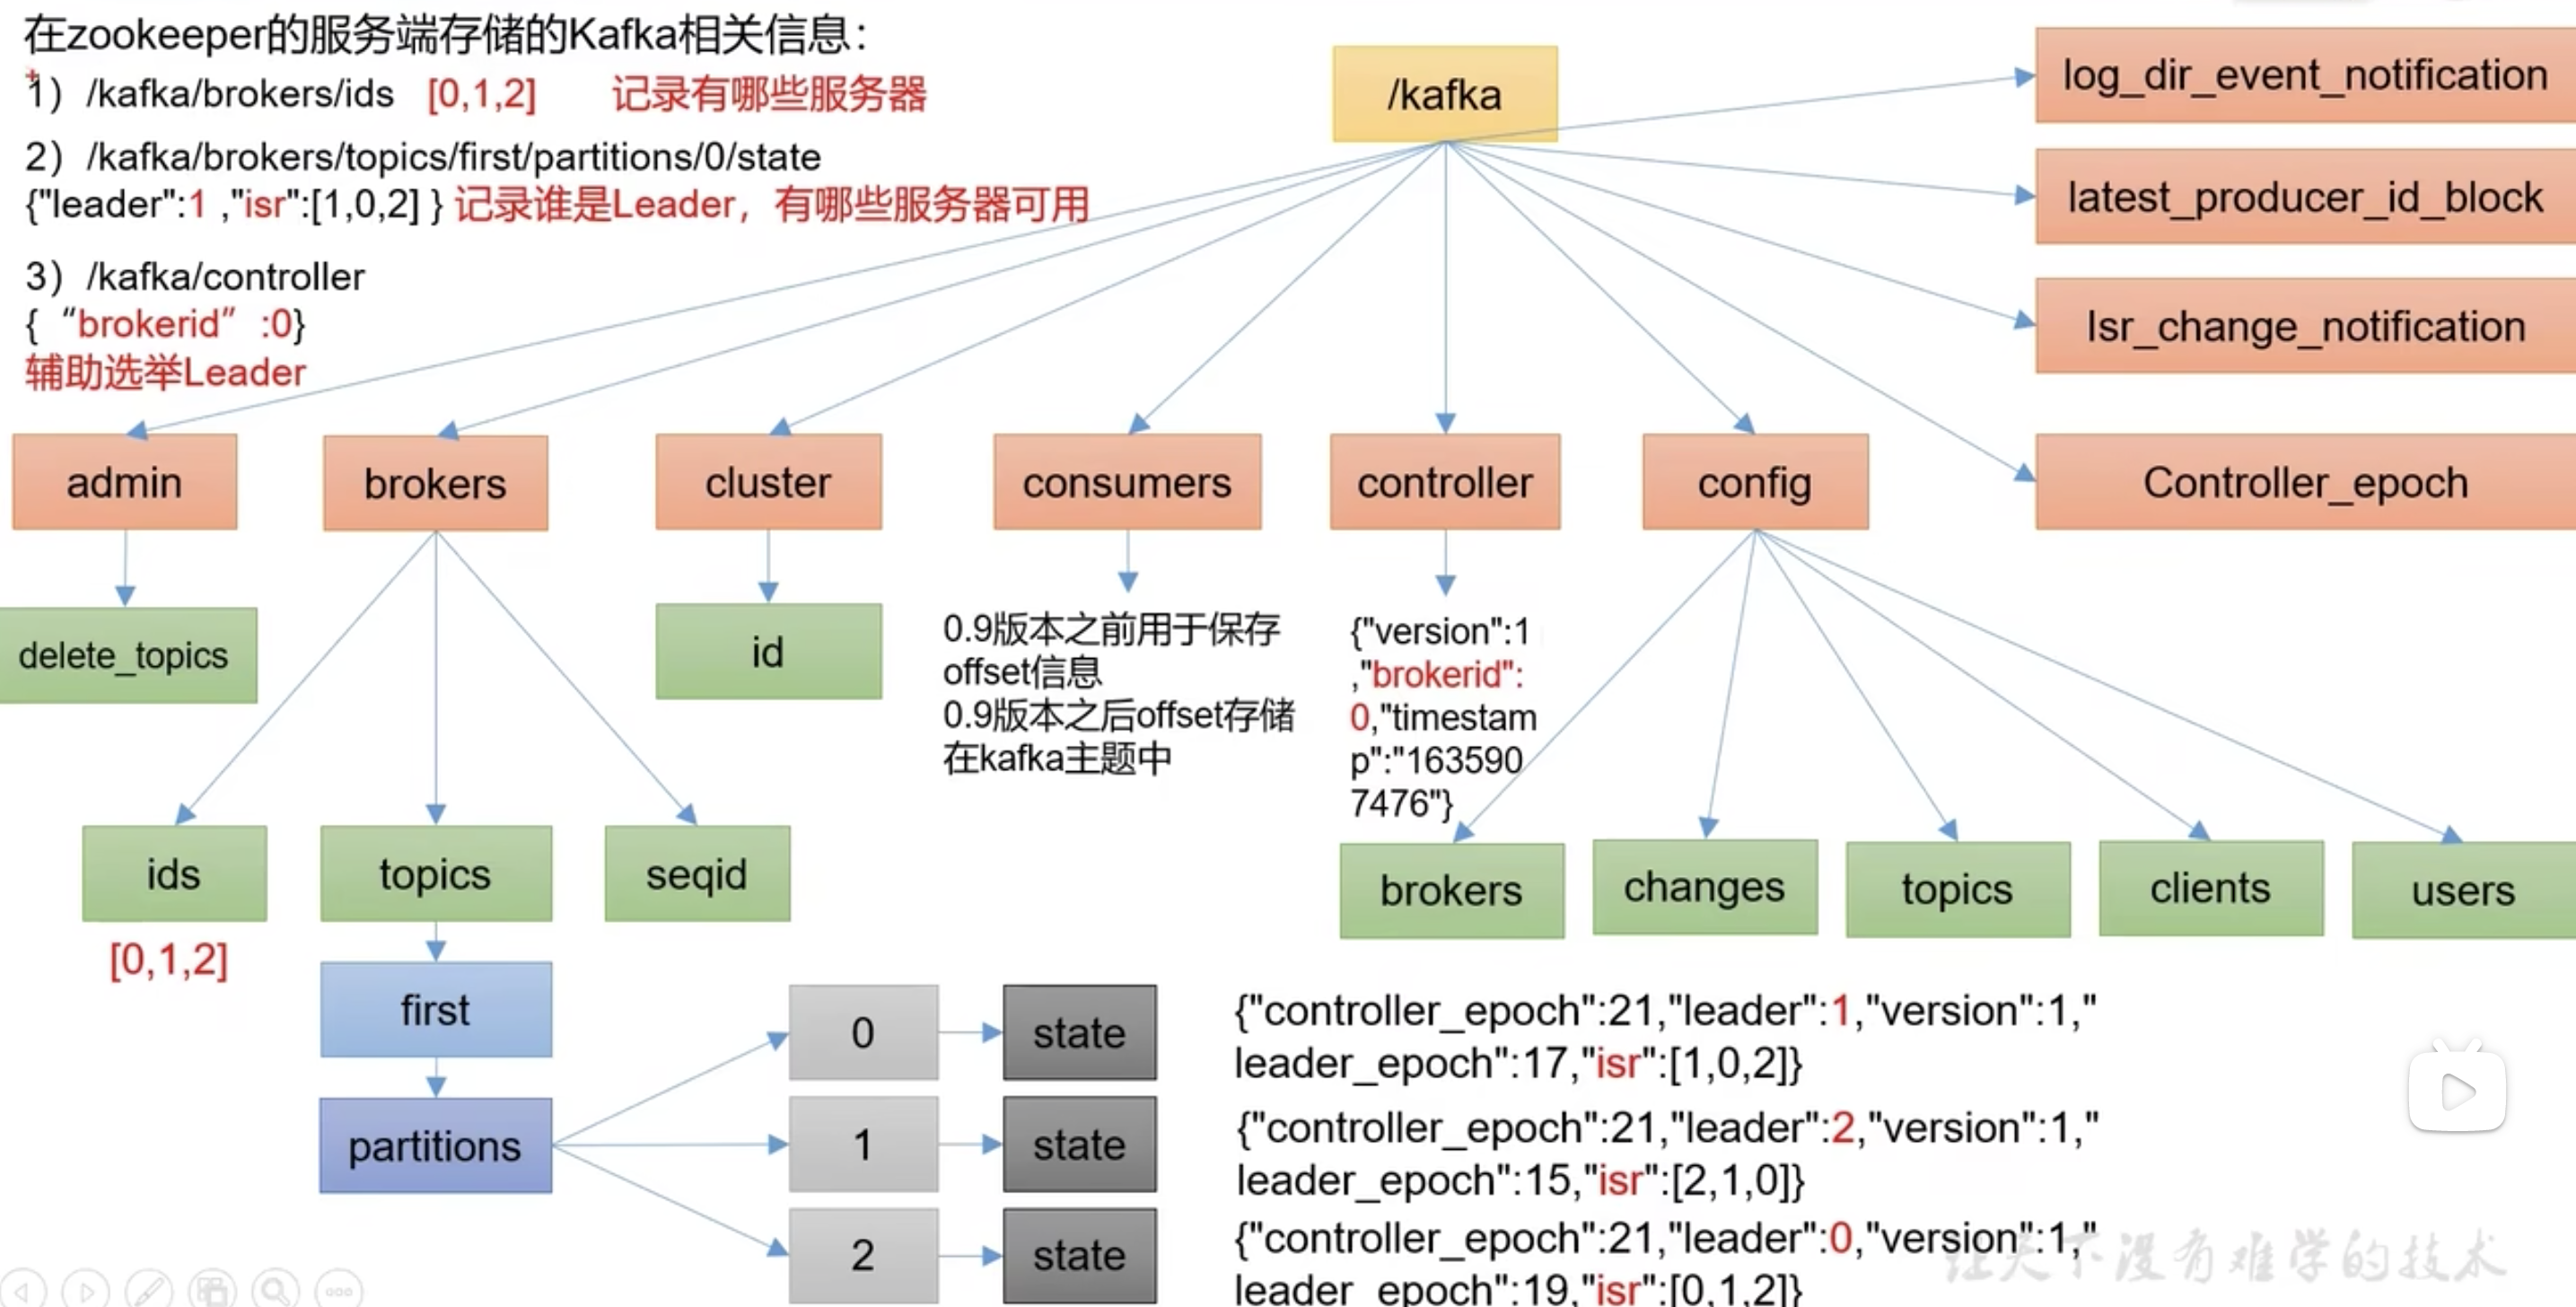 在zookeeper的服务端存储的Kafka相关信息：
1）/kafka/brokers/ids [0,1,2] 记录有哪些服务器
2）/kafka/brokers/topics/first/partitions/0/state
{"leader":1 ,"isr":[1,0,2] } 记录谁是Leader，有哪些服务器可用
3）/kafka/controller
{ “brokerid” :0}
辅助选举Leader
/kafka
log_dir_event_notification
latest_producer_id_block
Isr_change_notification
admin
brokers
cluster
consumers
controller
config
Controller_epoch
delete_topics
id
0.9版本之前用于保存
offset信息
0.9版本之后offset存储
在kafka主题中
{"version":1
,"brokerid":
0,"timestam
p":"163590
7476"}
ids
topics
seqid
brokers
changes
topics
clients
users
[0,1,2]
first
partitions
0
state
1
state
2
state
{"controller_epoch":21,"leader":1,"version":1,"
leader_epoch":17,"isr":[1,0,2]}
{"controller_epoch":21,"leader":2,"version":1,"
leader_epoch":15,"isr":[2,1,0]}
{"controller_epoch":21,"leader":0,"version":1,"
leader_epoch":19,"isr":[0,1,2]}
让天下没有难学的技术